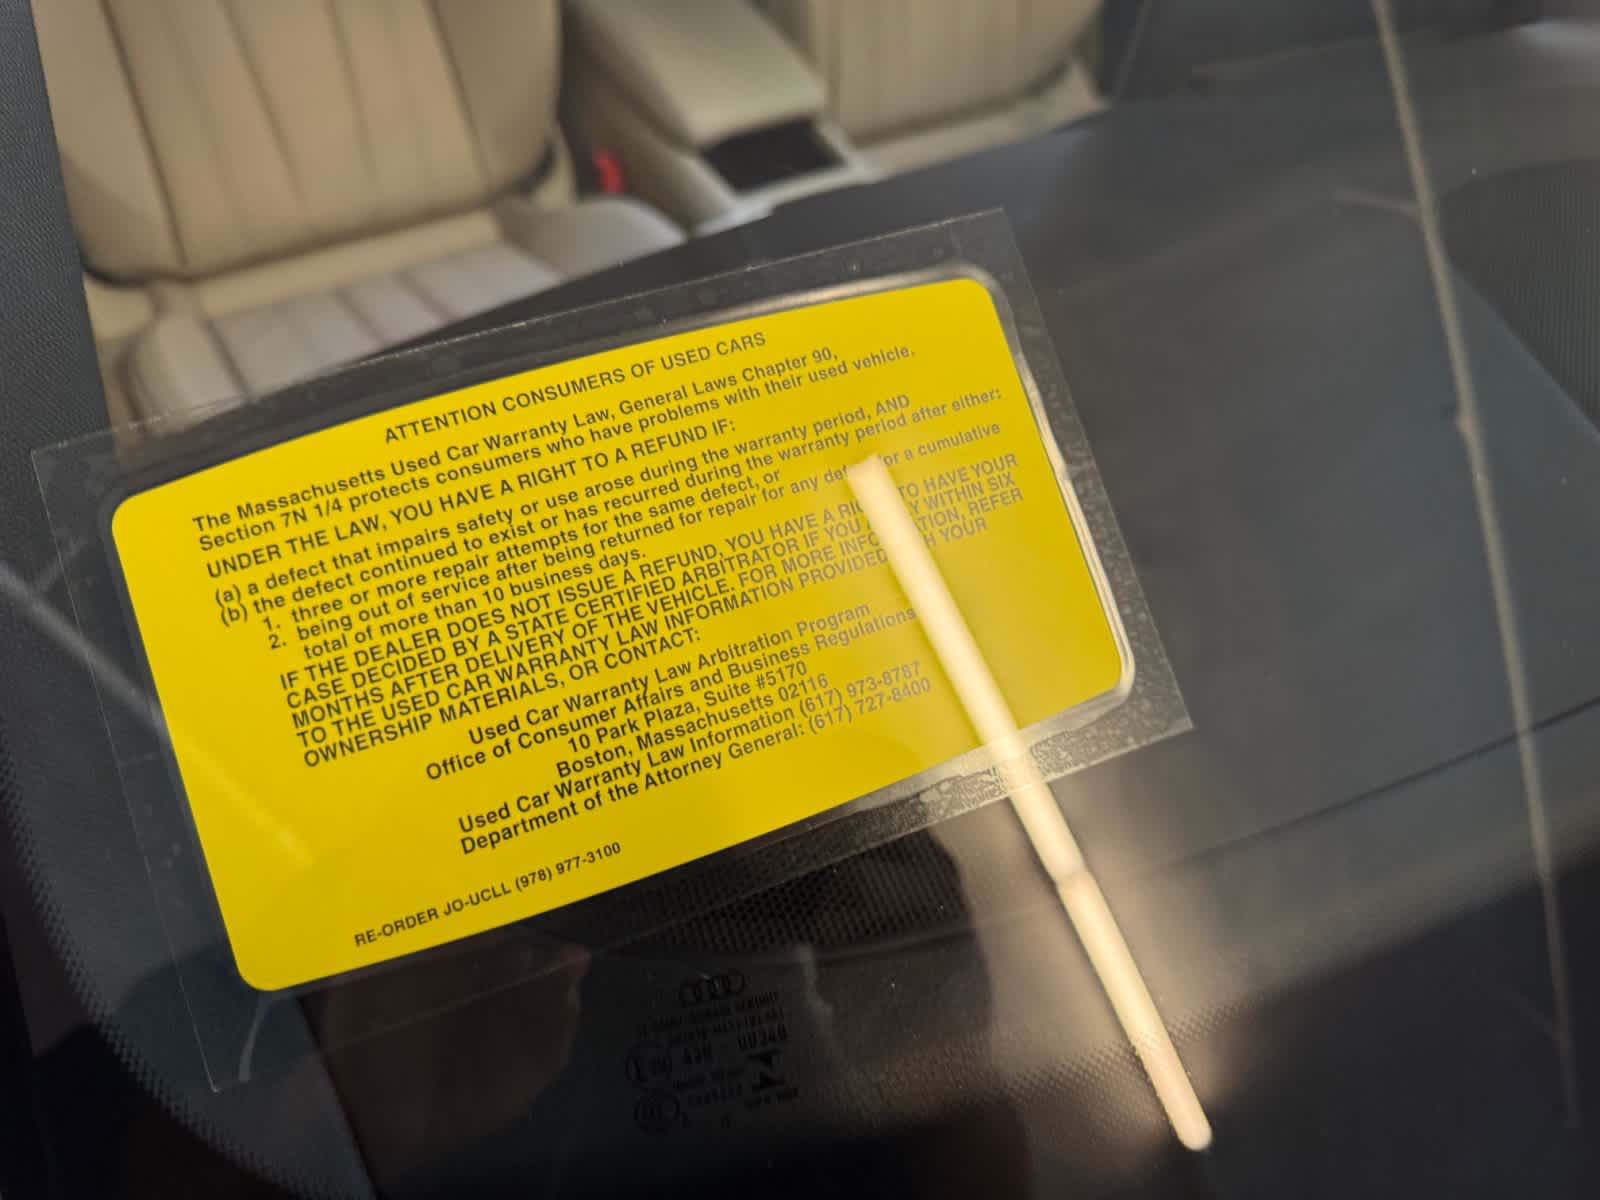 ATTENTION CONSUMERS OF USED CARS
The Massachusetts Used Car Warranty Law, General Laws Chapter 90,
Section 7N 1/4 protects consumers who have problems with their used vehicle.
UNDER THE LAW, YOU HAVE A RIGHT TO A REFUND IF:
(a) a defect that impairs safety or use arose during the warranty period, AND
(b) the defect continued to exist or has recurred during the warranty period after either:
1. three or more repair attempts for the same defect, or
2. being out of service after being returned for repair for any defect for a cumulative
total of more than 10 business days.
IF THE DEALER DOES NOT ISSUE A REFUND, YOU HAVE A RIGHT TO HAVE YOUR
CASE DECIDED BY A STATE CERTIFIED ARBITRATOR IF YOU APPLY WITHIN SIX
MONTHS AFTER DELIVERY OF THE VEHICLE. FOR MORE INFORMATION, REFER
TO THE USED CAR WARRANTY LAW INFORMATION PROVIDED WITH YOUR
OWNERSHIP MATERIALS, OR CONTACT:
Used Car Warranty Law Arbitration Program
Office of Consumer Affairs and Business Regulations
10 Park Plaza, Suite #5170
Boston, Massachusetts 02116
Used Car Warranty Law Information (617) 973-8787
Department of the Attorney General: (617) 727-8400
RE-ORDER JO-UCLL (978) 977-3100